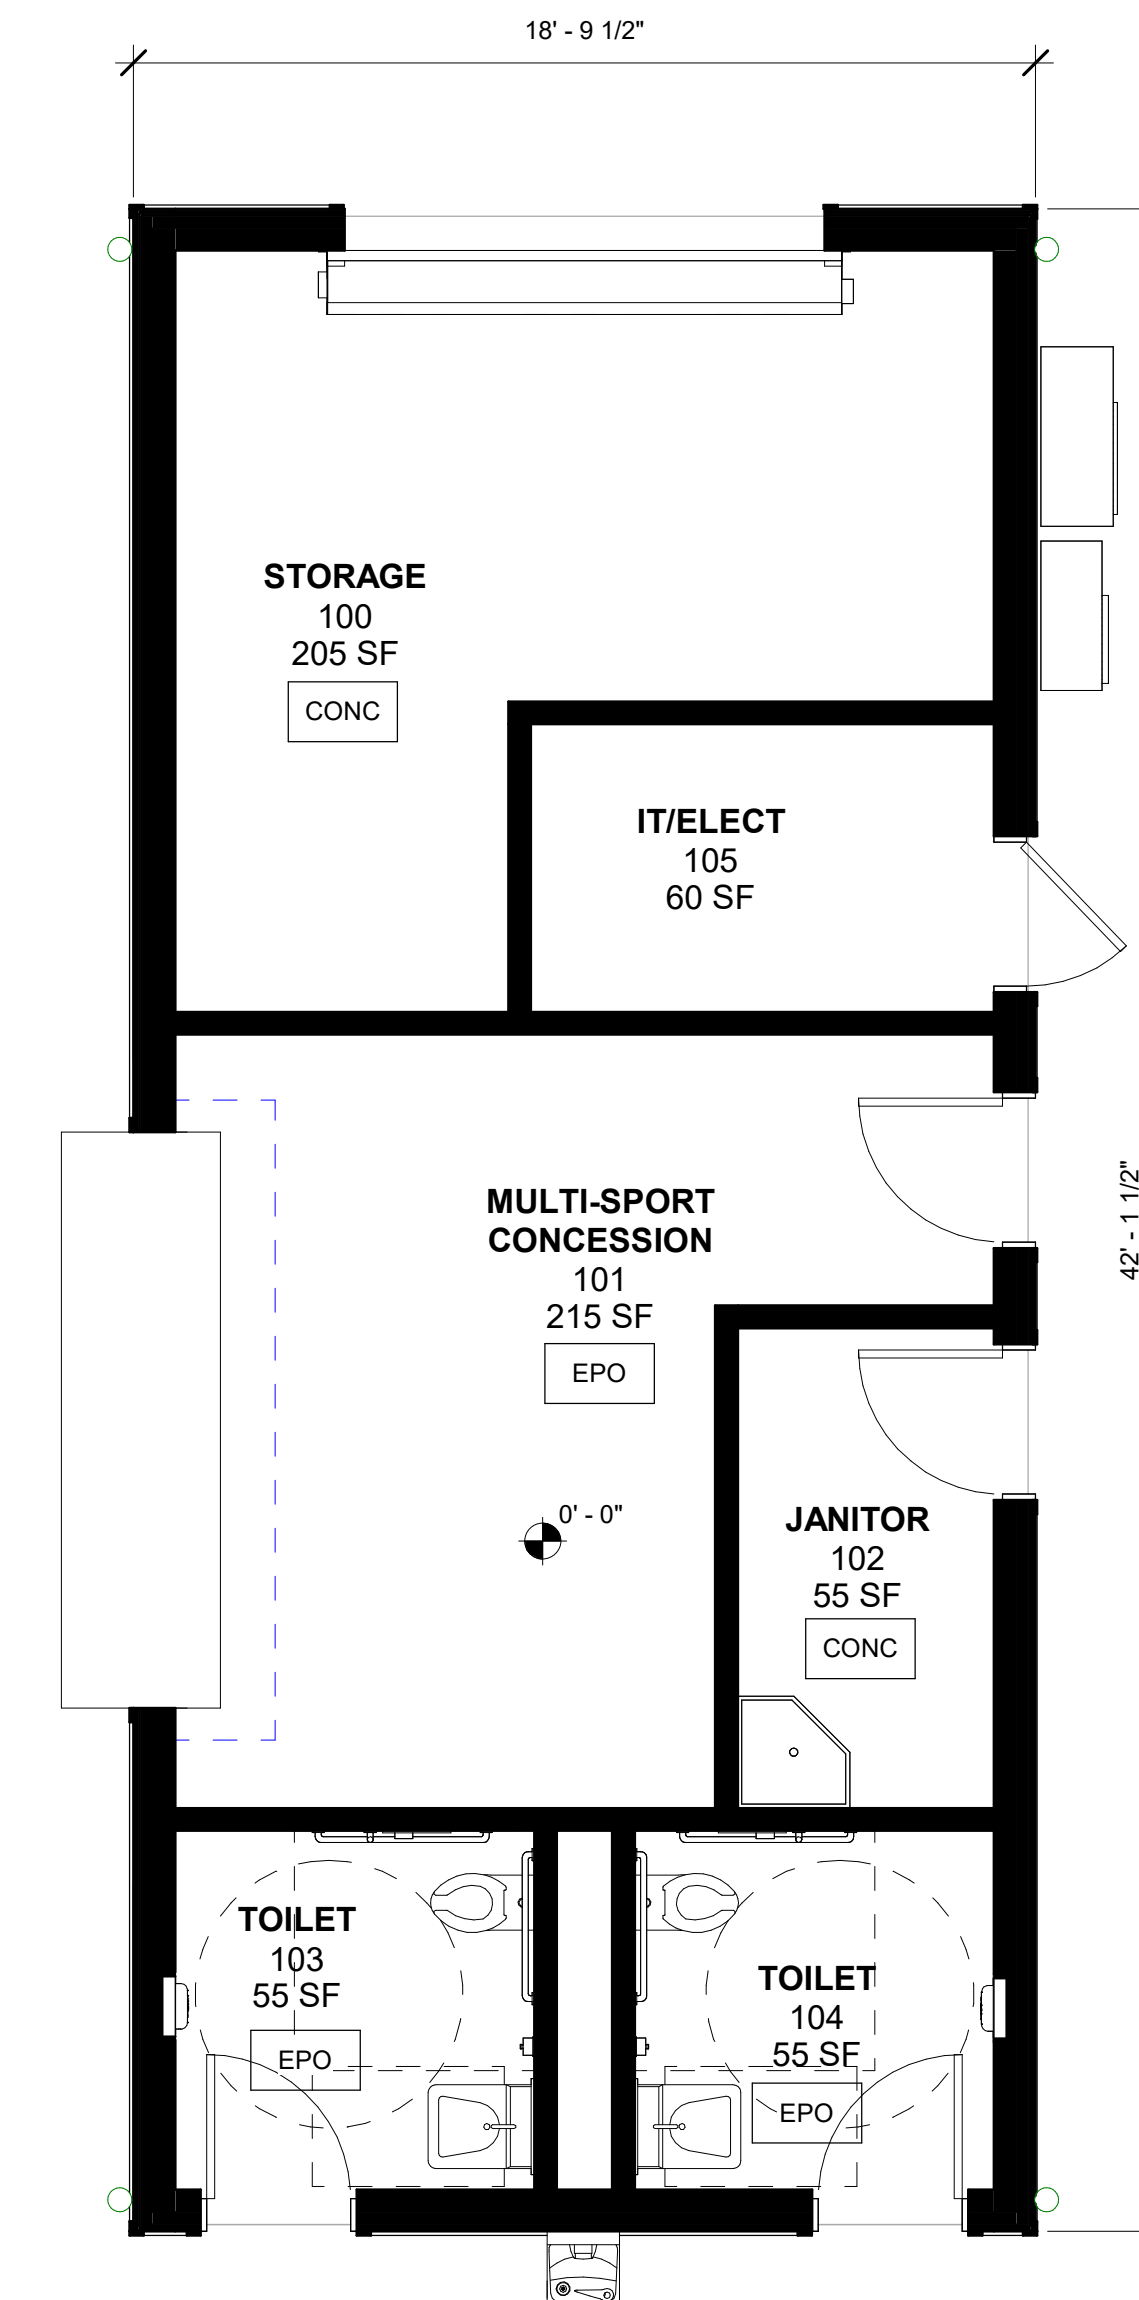 18' - 9 1/2"
STORAGE
100
205 SF
CONC
IT/ELECT
105
60 SF
42' - 1 1/2"
MULTI-SPORT
CONCESSION
101
215 SF
EPO
0' - 0"
JANITOR
102
55 SF
CONC
TOILET
103
55 SF
EPO
TOILET
104
55 SF
EPO